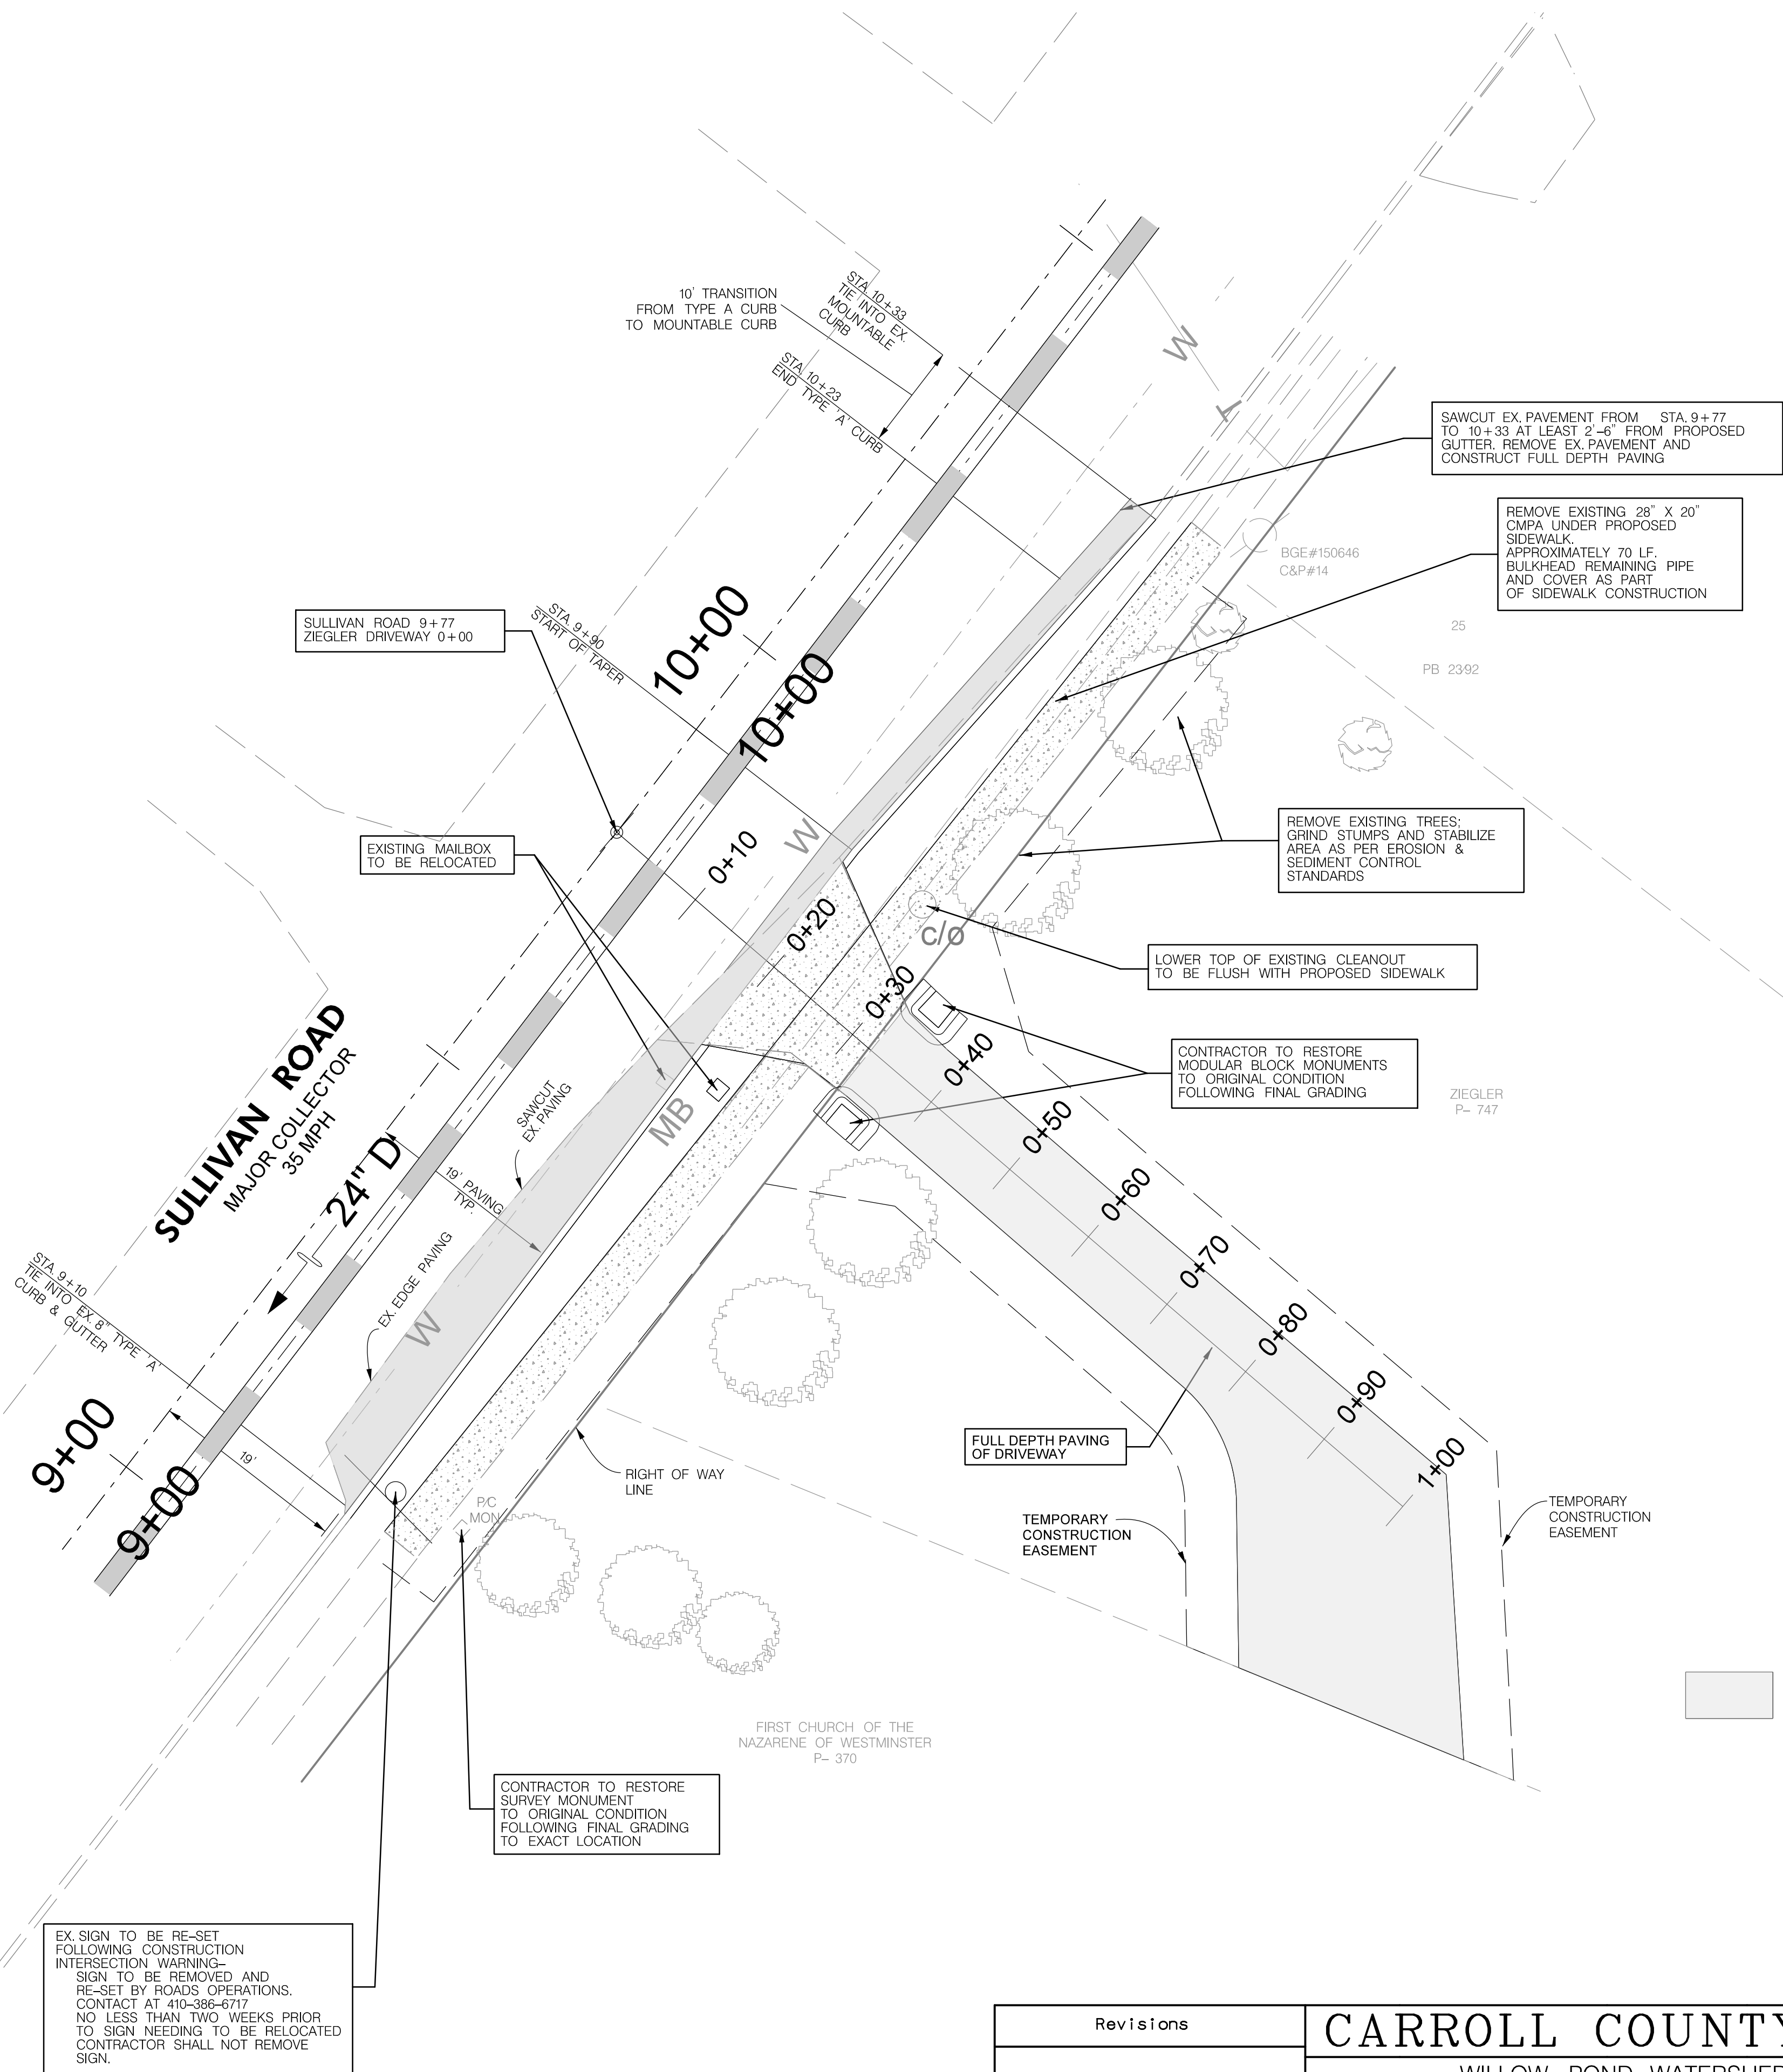 10' TRANSITION
FROM TYPE A CURB
TO MOUNTABLE CURB
STA. 10+33
TIE INTO EX.
MOUNTABLE
CURB
STA. 10+23
END TYPE 'A' CURB
W
T
SAWCUT EX. PAVEMENT FROM STA. 9+77
TO 10+33 AT LEAST 2'-6" FROM PROPOSED
GUTTER. REMOVE EX. PAVEMENT AND
CONSTRUCT FULL DEPTH PAVING
REMOVE EXISTING 28" X 20"
CMPA UNDER PROPOSED
SIDEWALK.
APPROXIMATELY 70 LF.
BULKHEAD REMAINING PIPE
AND COVER AS PART
OF SIDEWALK CONSTRUCTION
BGE#150646
C&P#14
25
PB 23/92
SULLIVAN ROAD 9+77
ZIEGLER DRIVEWAY 0+00
STA. 9+90
START OF TAPER
10+00
10+00
EXISTING MAILBOX
TO BE RELOCATED
0+10
W
0+20
REMOVE EXISTING TREES;
GRIND STUMPS AND STABILIZE
AREA AS PER EROSION &
SEDIMENT CONTROL
STANDARDS
c/o
LOWER TOP OF EXISTING CLEANOUT
TO BE FLUSH WITH PROPOSED SIDEWALK
0+30
0+40
CONTRACTOR TO RESTORE
MODULAR BLOCK MONUMENTS
TO ORIGINAL CONDITION
FOLLOWING FINAL GRADING
ZIEGLER
P- 747
SULLIVAN ROAD
MAJOR COLLECTOR
35 MPH
24" D
SAWCUT
EX. PAVING
MB
19' PAVING
TYP.
EX. EDGE PAVING
W
0+50
0+60
0+70
0+80
0+90
1+00
STA. 9+10
TIE INTO EX. 8" TYPE 'A'
CURB & GUTTER
9+00
9+00
19'
FULL DEPTH PAVING
OF DRIVEWAY
RIGHT OF WAY
LINE
P/C
MON
TEMPORARY
CONSTRUCTION
EASEMENT
TEMPORARY
CONSTRUCTION
EASEMENT
FIRST CHURCH OF THE
NAZARENE OF WESTMINSTER
P- 370
CONTRACTOR TO RESTORE
SURVEY MONUMENT
TO ORIGINAL CONDITION
FOLLOWING FINAL GRADING
TO EXACT LOCATION
EX. SIGN TO BE RE-SET
FOLLOWING CONSTRUCTION
INTERSECTION WARNING-
SIGN TO BE REMOVED AND
RE-SET BY ROADS OPERATIONS.
CONTACT AT 410-386-6717
NO LESS THAN TWO WEEKS PRIOR
TO SIGN NEEDING TO BE RELOCATED
CONTRACTOR SHALL NOT REMOVE
SIGN.
Revisions
CARROLL COUNTY
WILLOW POND WATERSHED